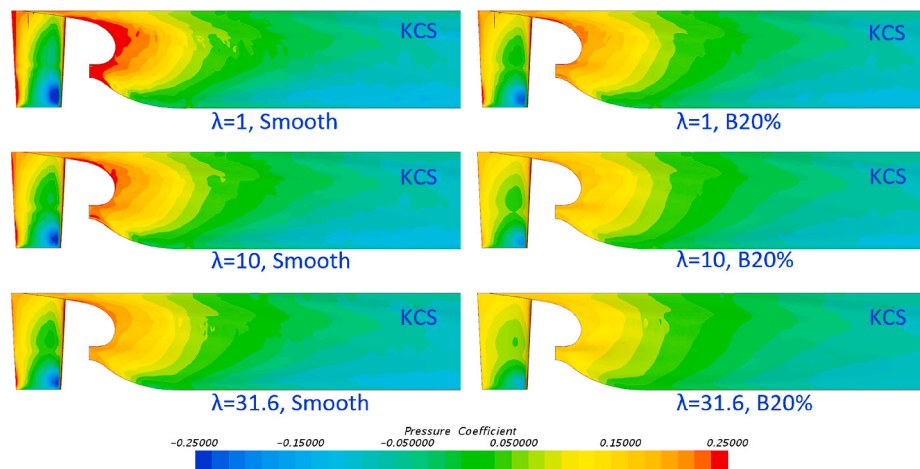 KCS
KCS
λ=1, Smooth
λ=1, B20%
KCS
KCS
λ=10, Smooth
λ=10, B20%
KCS
KCS
λ=31.6, Smooth
λ=31.6, B20%
Pressure Coefficient
-0.25000 -0.15000 -0.050000 0.050000 0.15000 0.25000